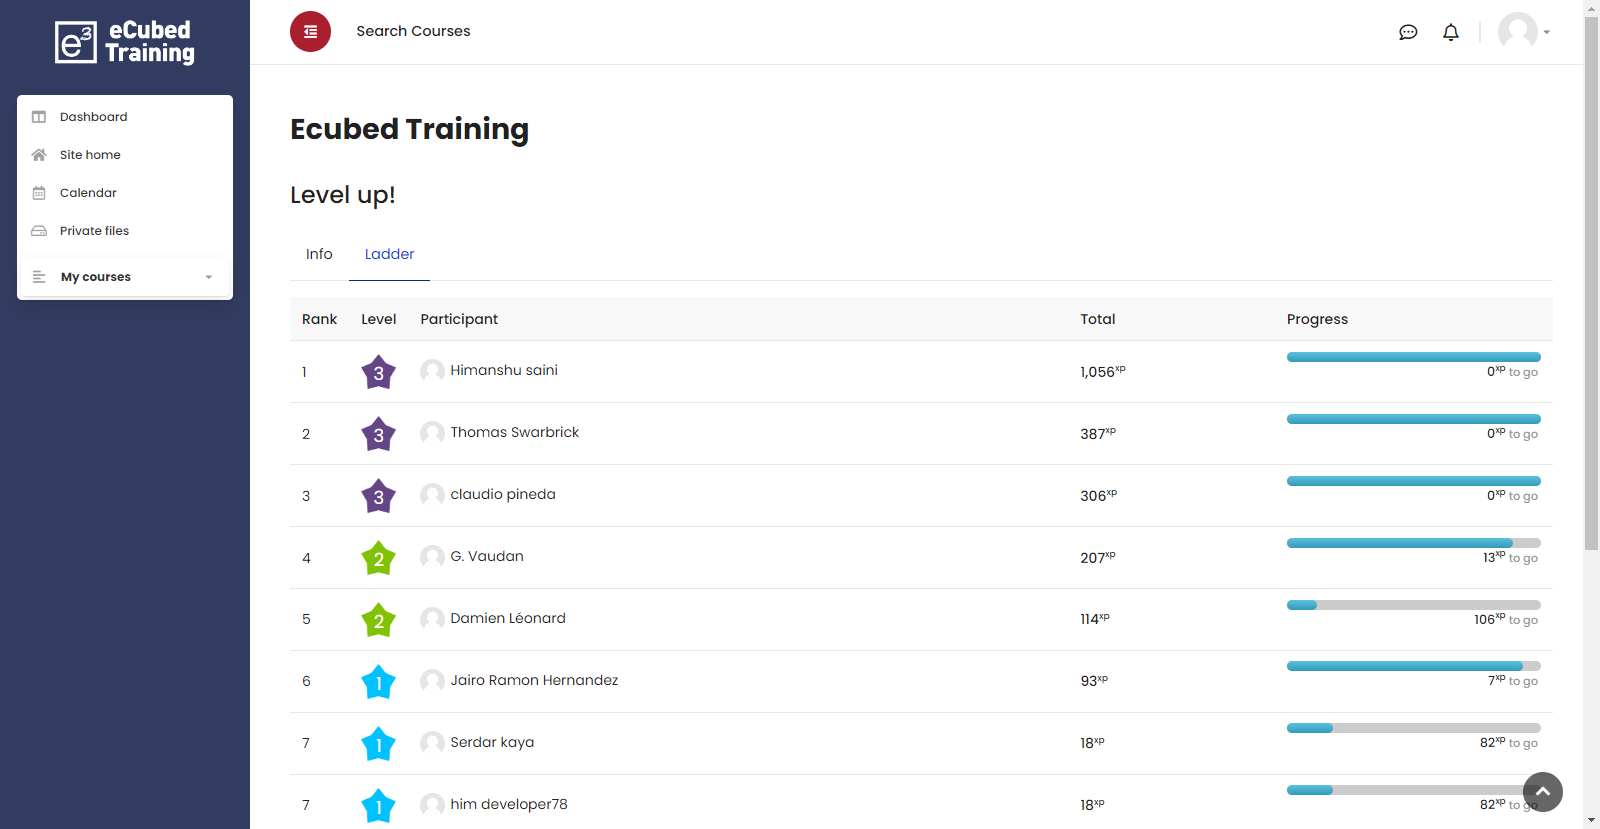 e3 eCubed
Training
Search Courses
Dashboard
Site home
Calendar
Private files
My courses
Ecubed Training
Level up!
Info Ladder
Rank Level Participant Total Progress
1 3 Himanshu saini 1,056xp 0xp to go
2 3 Thomas Swarbrick 387xp 0xp to go
3 3 claudio pineda 306xp 0xp to go
4 2 G. Vaudan 207xp 13xp to go
5 2 Damien Léonard 114xp 106xp to go
6 1 Jairo Ramon Hernandez 93xp 7xp to go
7 1 Serdar kaya 18xp 82xp to go
7 1 him developer78 18xp 82xp to go